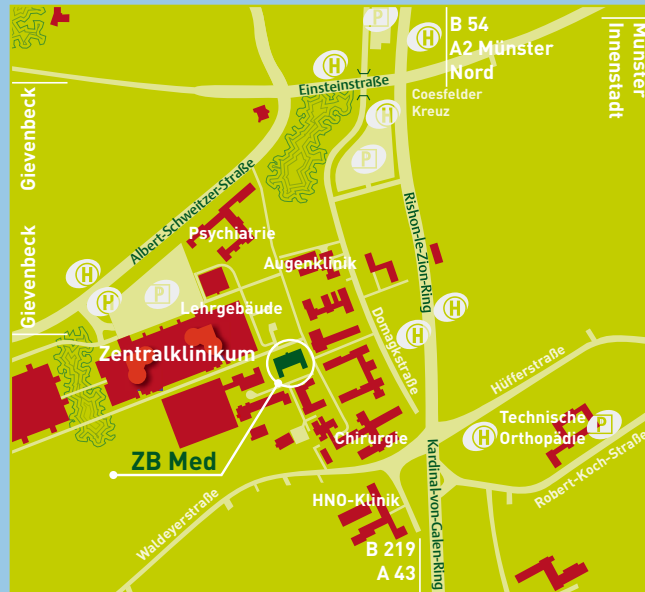 P
B 54
A2 Münster
Nord
Münster
Innenstadt
H
H
Einsteinstraße
Coesfelder
Kreuz
H
Gievenbeck
P
Albert-Schweitzer-Straße
Rishon-le-Zion-Ring
Psychiatrie
Augenklinik
H
Gievenbeck
H
P
Lehrgebäude
Domagkstraße
H
H
Zentralklinikum
Hüfferstraße
Technische
Orthopädie
P
H
Chirurgie
ZB Med
Kardinal-von-Galen-Ring
Robert-Koch-Straße
HNO-Klinik
Waldeyerstraße
B 219
A 43